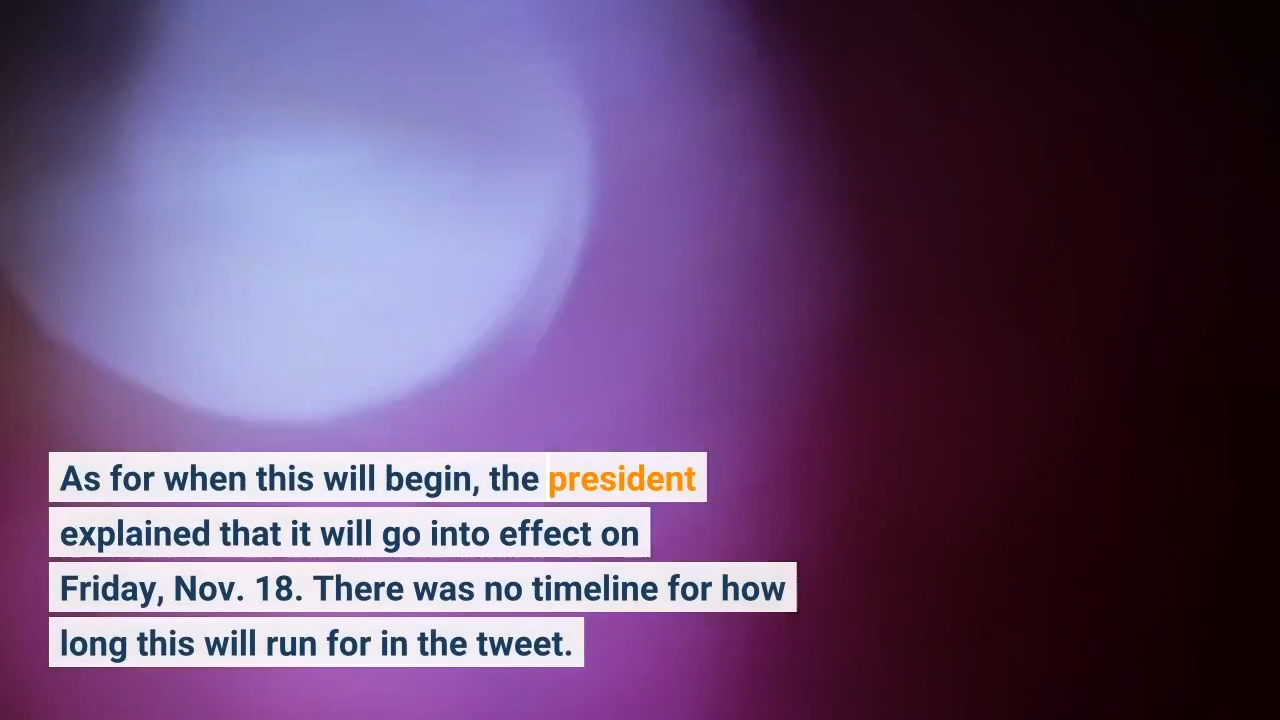 As for when this will begin, the president
explained that it will go into effect on
Friday, Nov. 18. There was no timeline for how
long this will run for in the tweet.